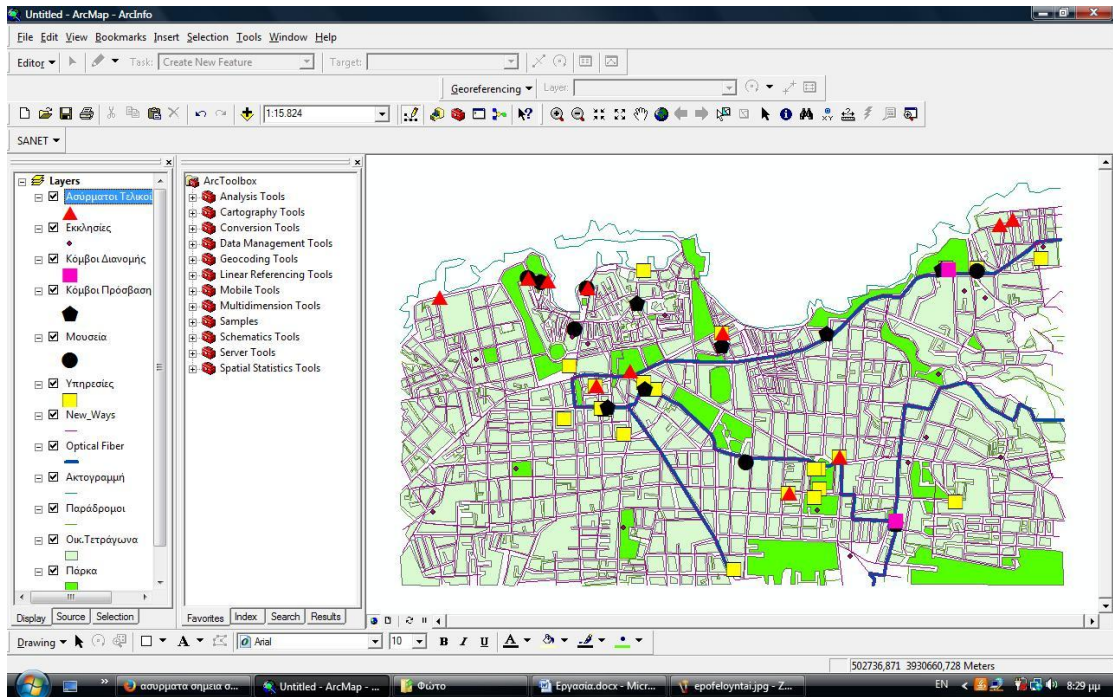 Untitled - ArcMap - ArcInfo
File Edit View Bookmarks Insert Selection Tools Window Help
Editor Task: Create New Feature Target:
Georeferencing Layer:
1:15.824
SANET
Layers
Ασύρματοι Τελικοί
Εκκλησίες
Κόμβοι Διανομής
Κόμβοι Πρόσβαση
Μουσεία
Υπηρεσίες
New_Ways
Optical Fiber
Ακτογραμμή
Παράδρομοι
Οικ.Τετράγωνα
Πάρκα
Display Source Selection
ArcToolbox
Analysis Tools
Cartography Tools
Conversion Tools
Data Management Tools
Geocoding Tools
Linear Referencing Tools
Mobile Tools
Multidimension Tools
Samples
Schematics Tools
Server Tools
Spatial Statistics Tools
Favorites Index Search Results
Drawing A Arial 10 B I U A
502736,871 3930660,728 Meters
ασυρματα σημεια σ... Untitled - ArcMap - ... Φώτο Εργασία.docx - Micr... epofeloyntai.jpg - Z... EN 8:29 μμ